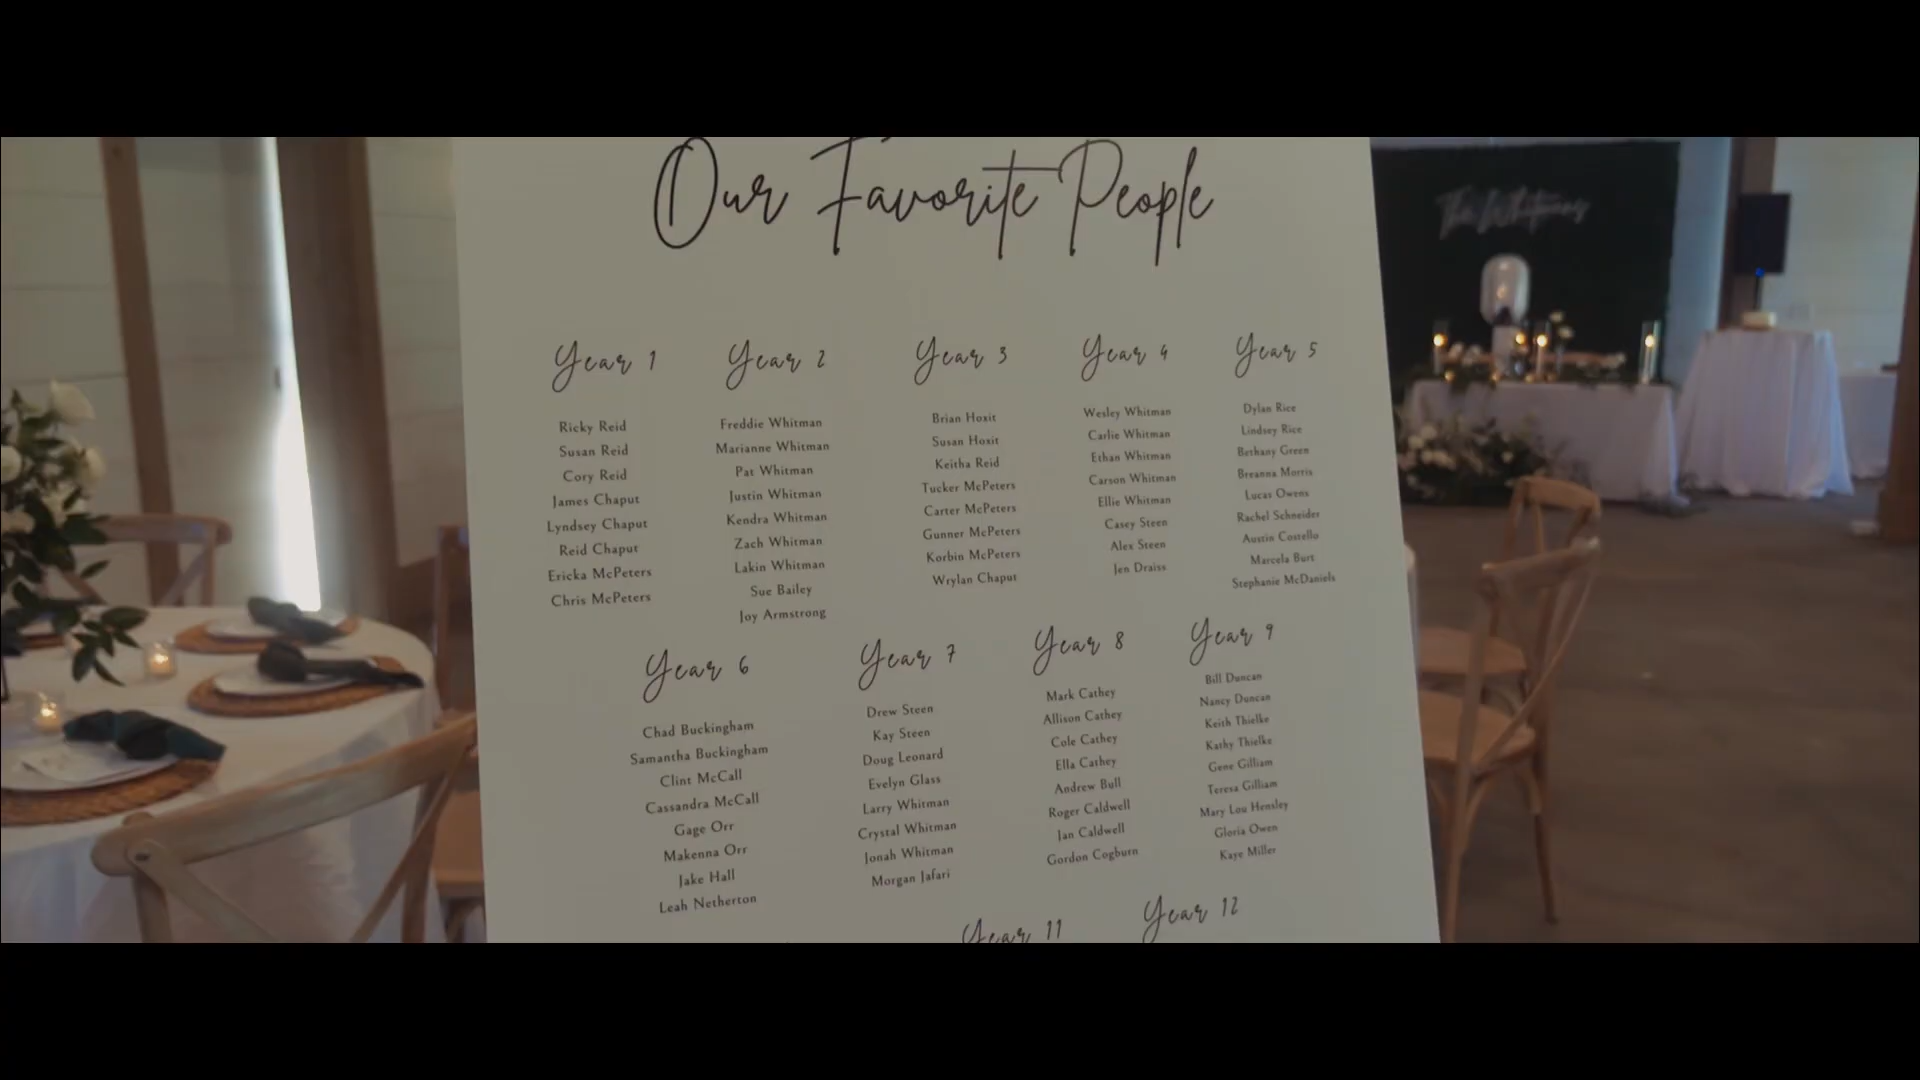 Our Favorite People
The Whitmans
Year 1
Ricky Reid
Susan Reid
Cory Reid
James Chaput
Lyndsey Chaput
Reid Chaput
Ericka McPeters
Chris McPeters
Year 2
Freddie Whitman
Marianne Whitman
Pat Whitman
Justin Whitman
Kendra Whitman
Zach Whitman
Lakin Whitman
Sue Bailey
Joy Armstrong
Year 3
Brian Hoxit
Susan Hoxit
Keitha Reid
Tucker McPeters
Carter McPeters
Gunner McPeters
Korbin McPeters
Wrylan Chaput
Year 4
Wesley Whitman
Carlie Whitman
Ethan Whitman
Carson Whitman
Ellie Whitman
Casey Steen
Alex Steen
Jen Draiss
Year 5
Dylan Rice
Lindsey Rice
Bethany Green
Breanna Morris
Lucas Owens
Rachel Schneider
Austin Costello
Marcela Burt
Stephanie McDaniels
Year 6
Chad Buckingham
Samantha Buckingham
Clint McCall
Cassandra McCall
Gage Orr
Makenna Orr
Jake Hall
Leah Netherton
Year 7
Drew Steen
Kay Steen
Doug Leonard
Evelyn Glass
Larry Whitman
Crystal Whitman
Jonah Whitman
Morgan Jafari
Year 8
Mark Cathey
Allison Cathey
Cole Cathey
Ella Cathey
Andrew Bull
Roger Caldwell
Jan Caldwell
Gordon Cogburn
Year 9
Bill Duncan
Nancy Duncan
Keith Thielke
Kathy Thielke
Gene Gilliam
Teresa Gilliam
Mary Lou Hensley
Gloria Owen
Kaye Miller
Year 11
Year 12